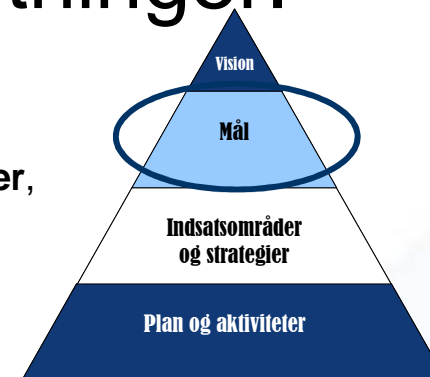 Vision
Mål
er,
Indsatsområder
og strategier
Plan og aktiviteter